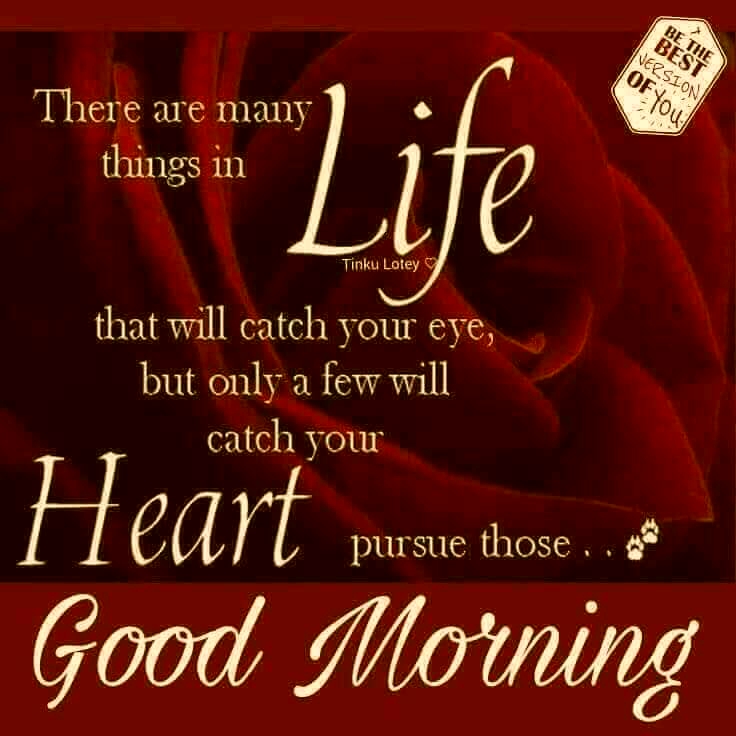 There are many
things in
Life
Tinku Lotey ♡
that will catch your eye,
but only a few will
catch your
Heart pursue those . .
Good Morning
BE THE
BEST
VERSION
OF YOU.